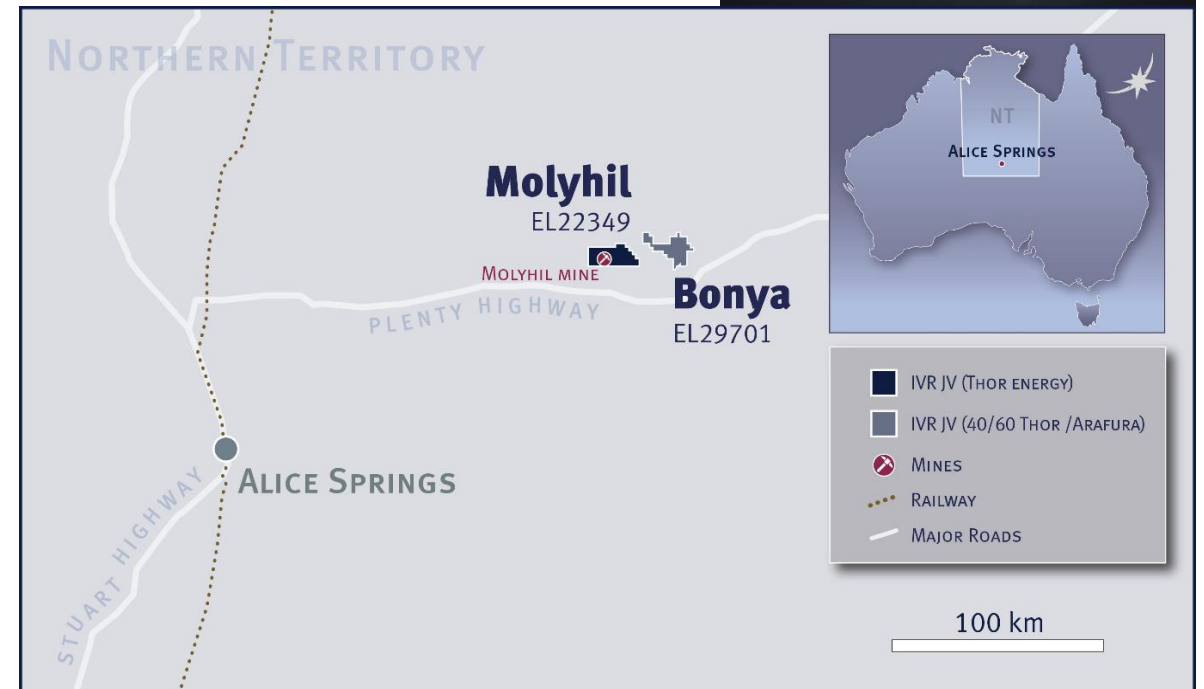 NORTHERN TERRITORY
NT
ALICE SPRINGS
Molyhil
EL22349
MOLYHIL MINE
PLENTY HIGHWAY
Bonya
EL29701
IVR JV (THOR ENERGY)
IVR JV (40/60 THOR /ARAFURA)
MINES
RAILWAY
MAJOR ROADS
ALICE SPRINGS
STUART HIGHWAY
100 km